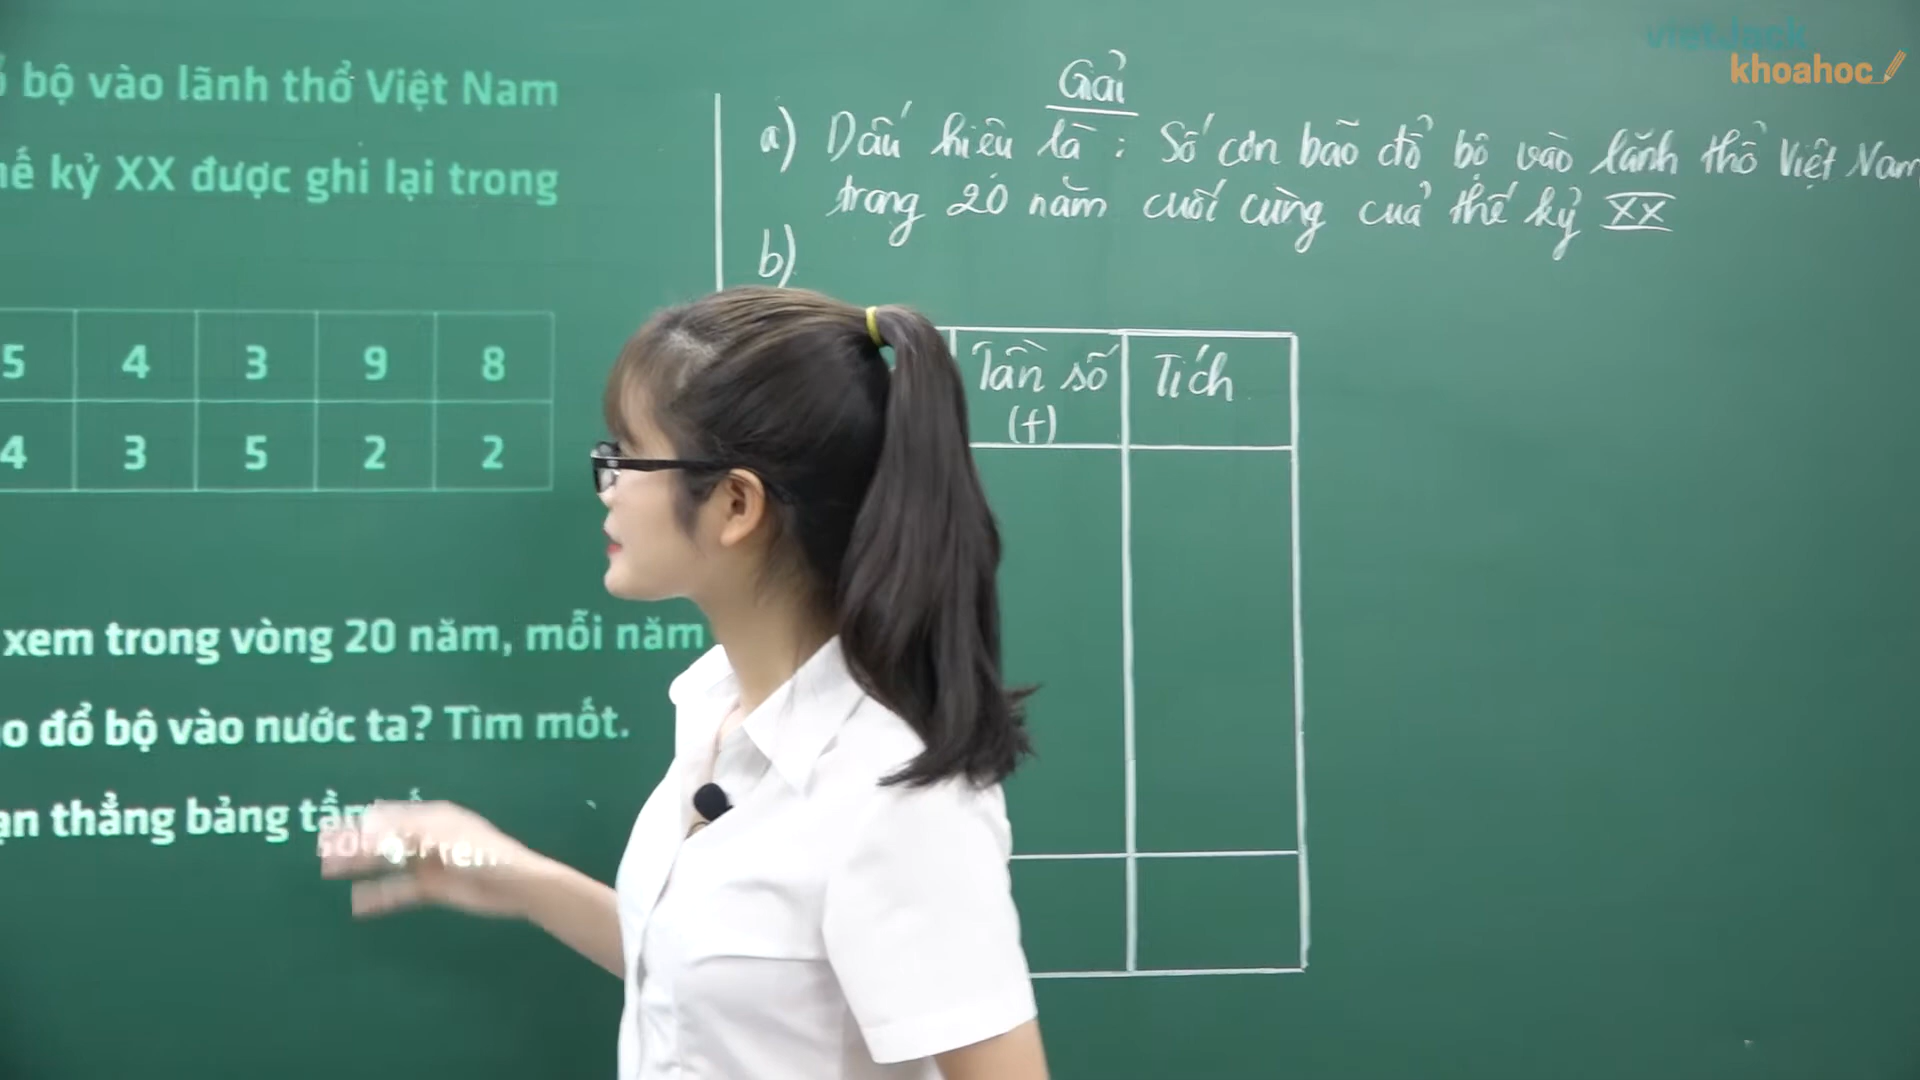 bộ vào lãnh thổ Việt Nam
kỷ XX được ghi lại trong
5 4 3 9 8
4 3 5 2 2
xem trong vòng 20 năm, mỗi năm
đổ bộ vào nước ta? Tìm mốt.
thẳng bảng
Giải
a) Dấu hiệu là : Số cơn bão đổ bộ vào lãnh thổ Việt Nam
trong 20 năm cuối cùng của thế kỷ XX
b)
Tần số Tích
(f)
vietJack
khoahoc